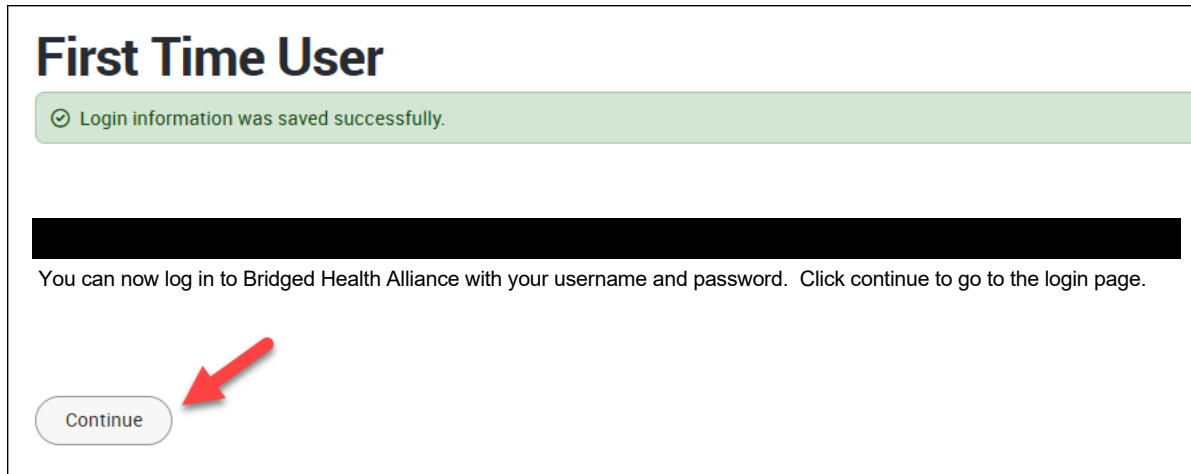 First Time User
Login information was saved successfully.
You can now log in to Bridged Health Alliance with your username and password.  Click continue to go to the login page.
Continue